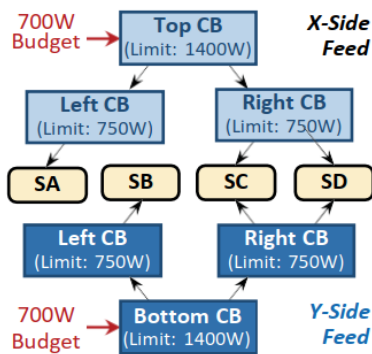 700W
Budget
Top CB
(Limit: 1400W)
X-Side
Feed
Left CB
(Limit: 750W)
Right CB
(Limit: 750W)
SA
SB
SC
SD
Left CB
(Limit: 750W)
Right CB
(Limit: 750W)
700W
Budget
Bottom CB
(Limit: 1400W)
Y-Side
Feed